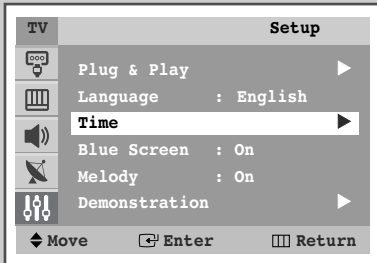 TV Setup
Plug & Play
Language : English
Time
Blue Screen : On
Melody : On
Demonstration
Move Enter Return